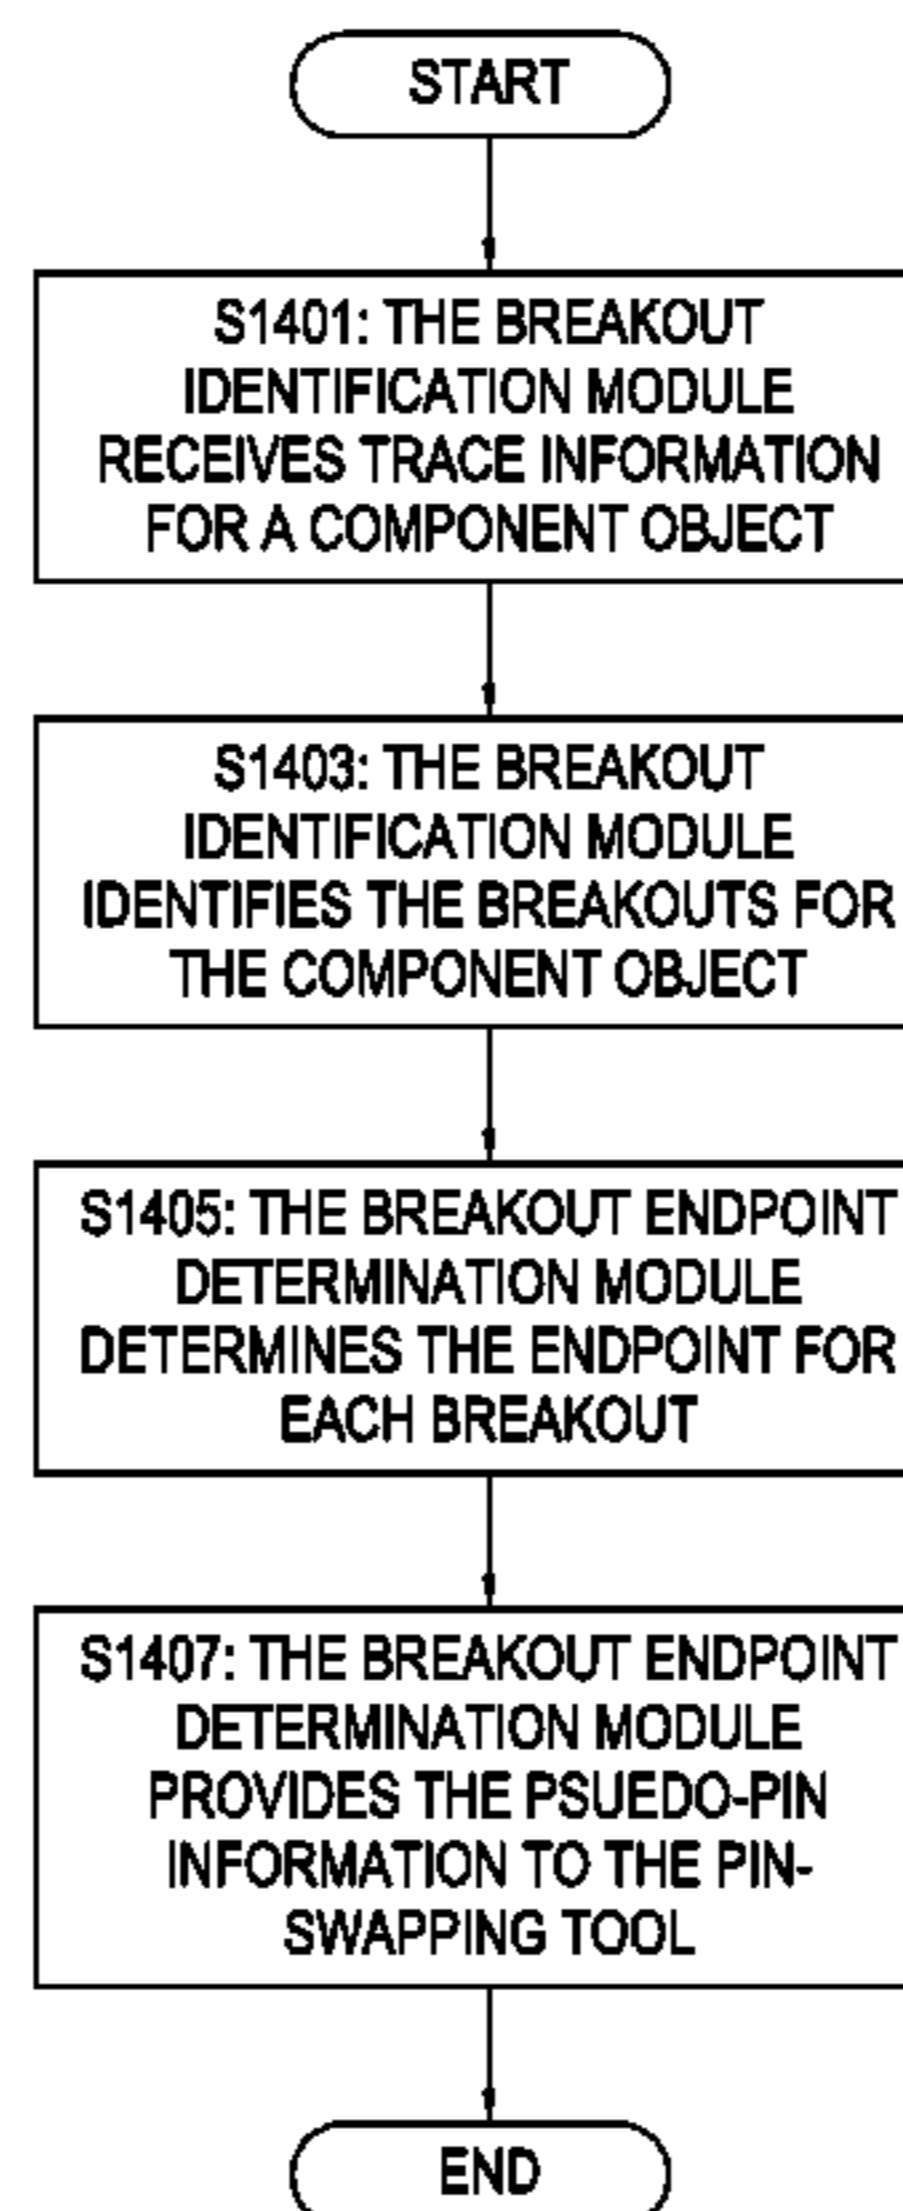 START
S1401: THE BREAKOUT
IDENTIFICATION MODULE
RECEIVES TRACE INFORMATION
FOR A COMPONENT OBJECT
S1403: THE BREAKOUT
IDENTIFICATION MODULE
IDENTIFIES THE BREAKOUTS FOR
THE COMPONENT OBJECT
S1405: THE BREAKOUT ENDPOINT
DETERMINATION MODULE
DETERMINES THE ENDPOINT FOR
EACH BREAKOUT
S1407: THE BREAKOUT ENDPOINT
DETERMINATION MODULE
PROVIDES THE PSUEDO-PIN
INFORMATION TO THE PIN-
SWAPPING TOOL
END